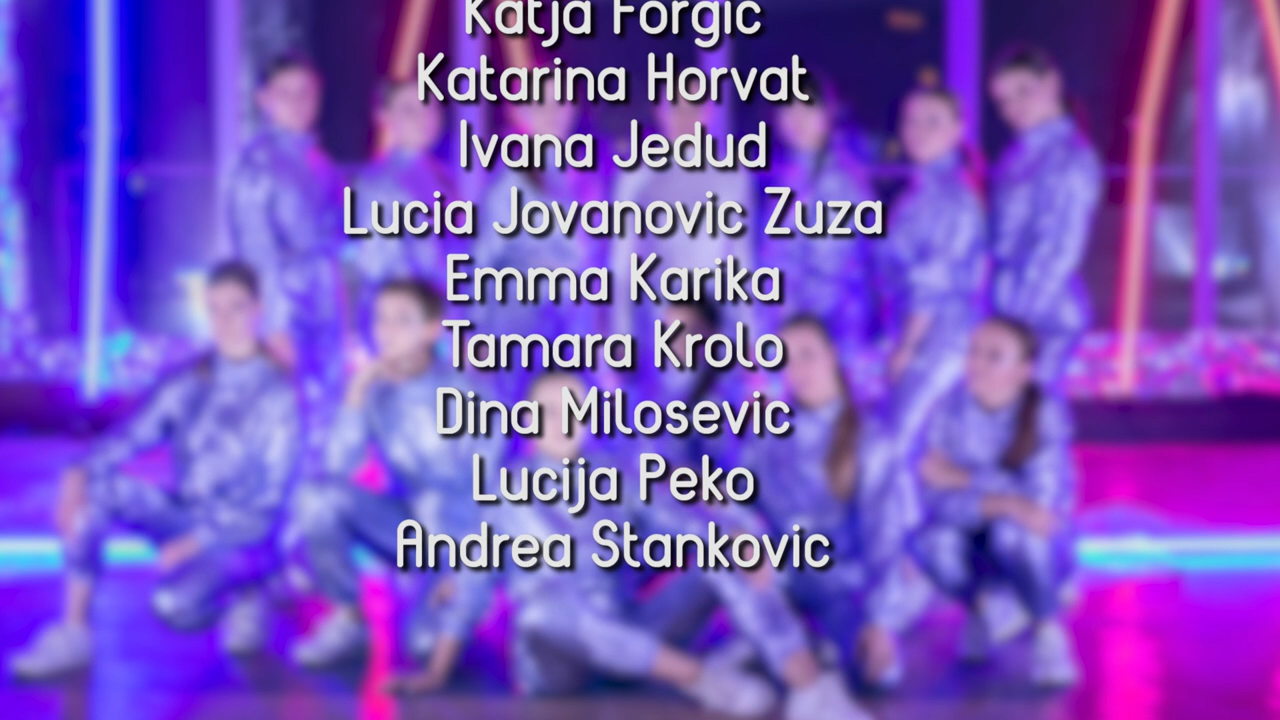 Katja Forgic
Katarina Horvat
Ivana Jedud
Lucia Jovanovic Zuza
Emma Karika
Tamara Krolo
Dina Milosevic
Lucija Peko
Andrea Stankovic